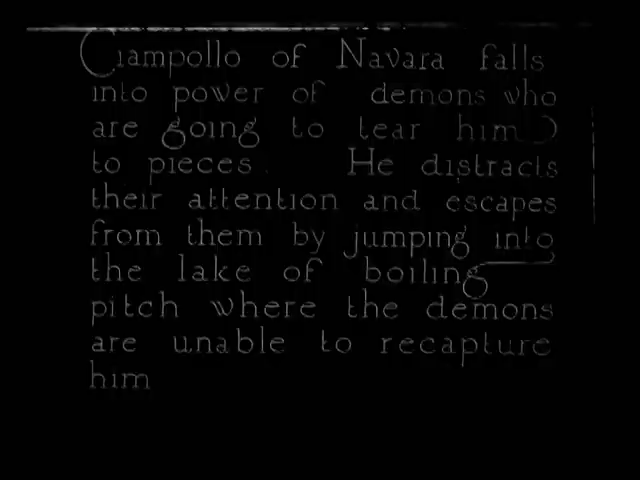 Ciampollo of Navara falls
into power of demons who
are going to tear him
to pieces. He distracts
their attention and escapes
from them by jumping into
the lake of boiling
pitch where the demons
are unable to recapture
him